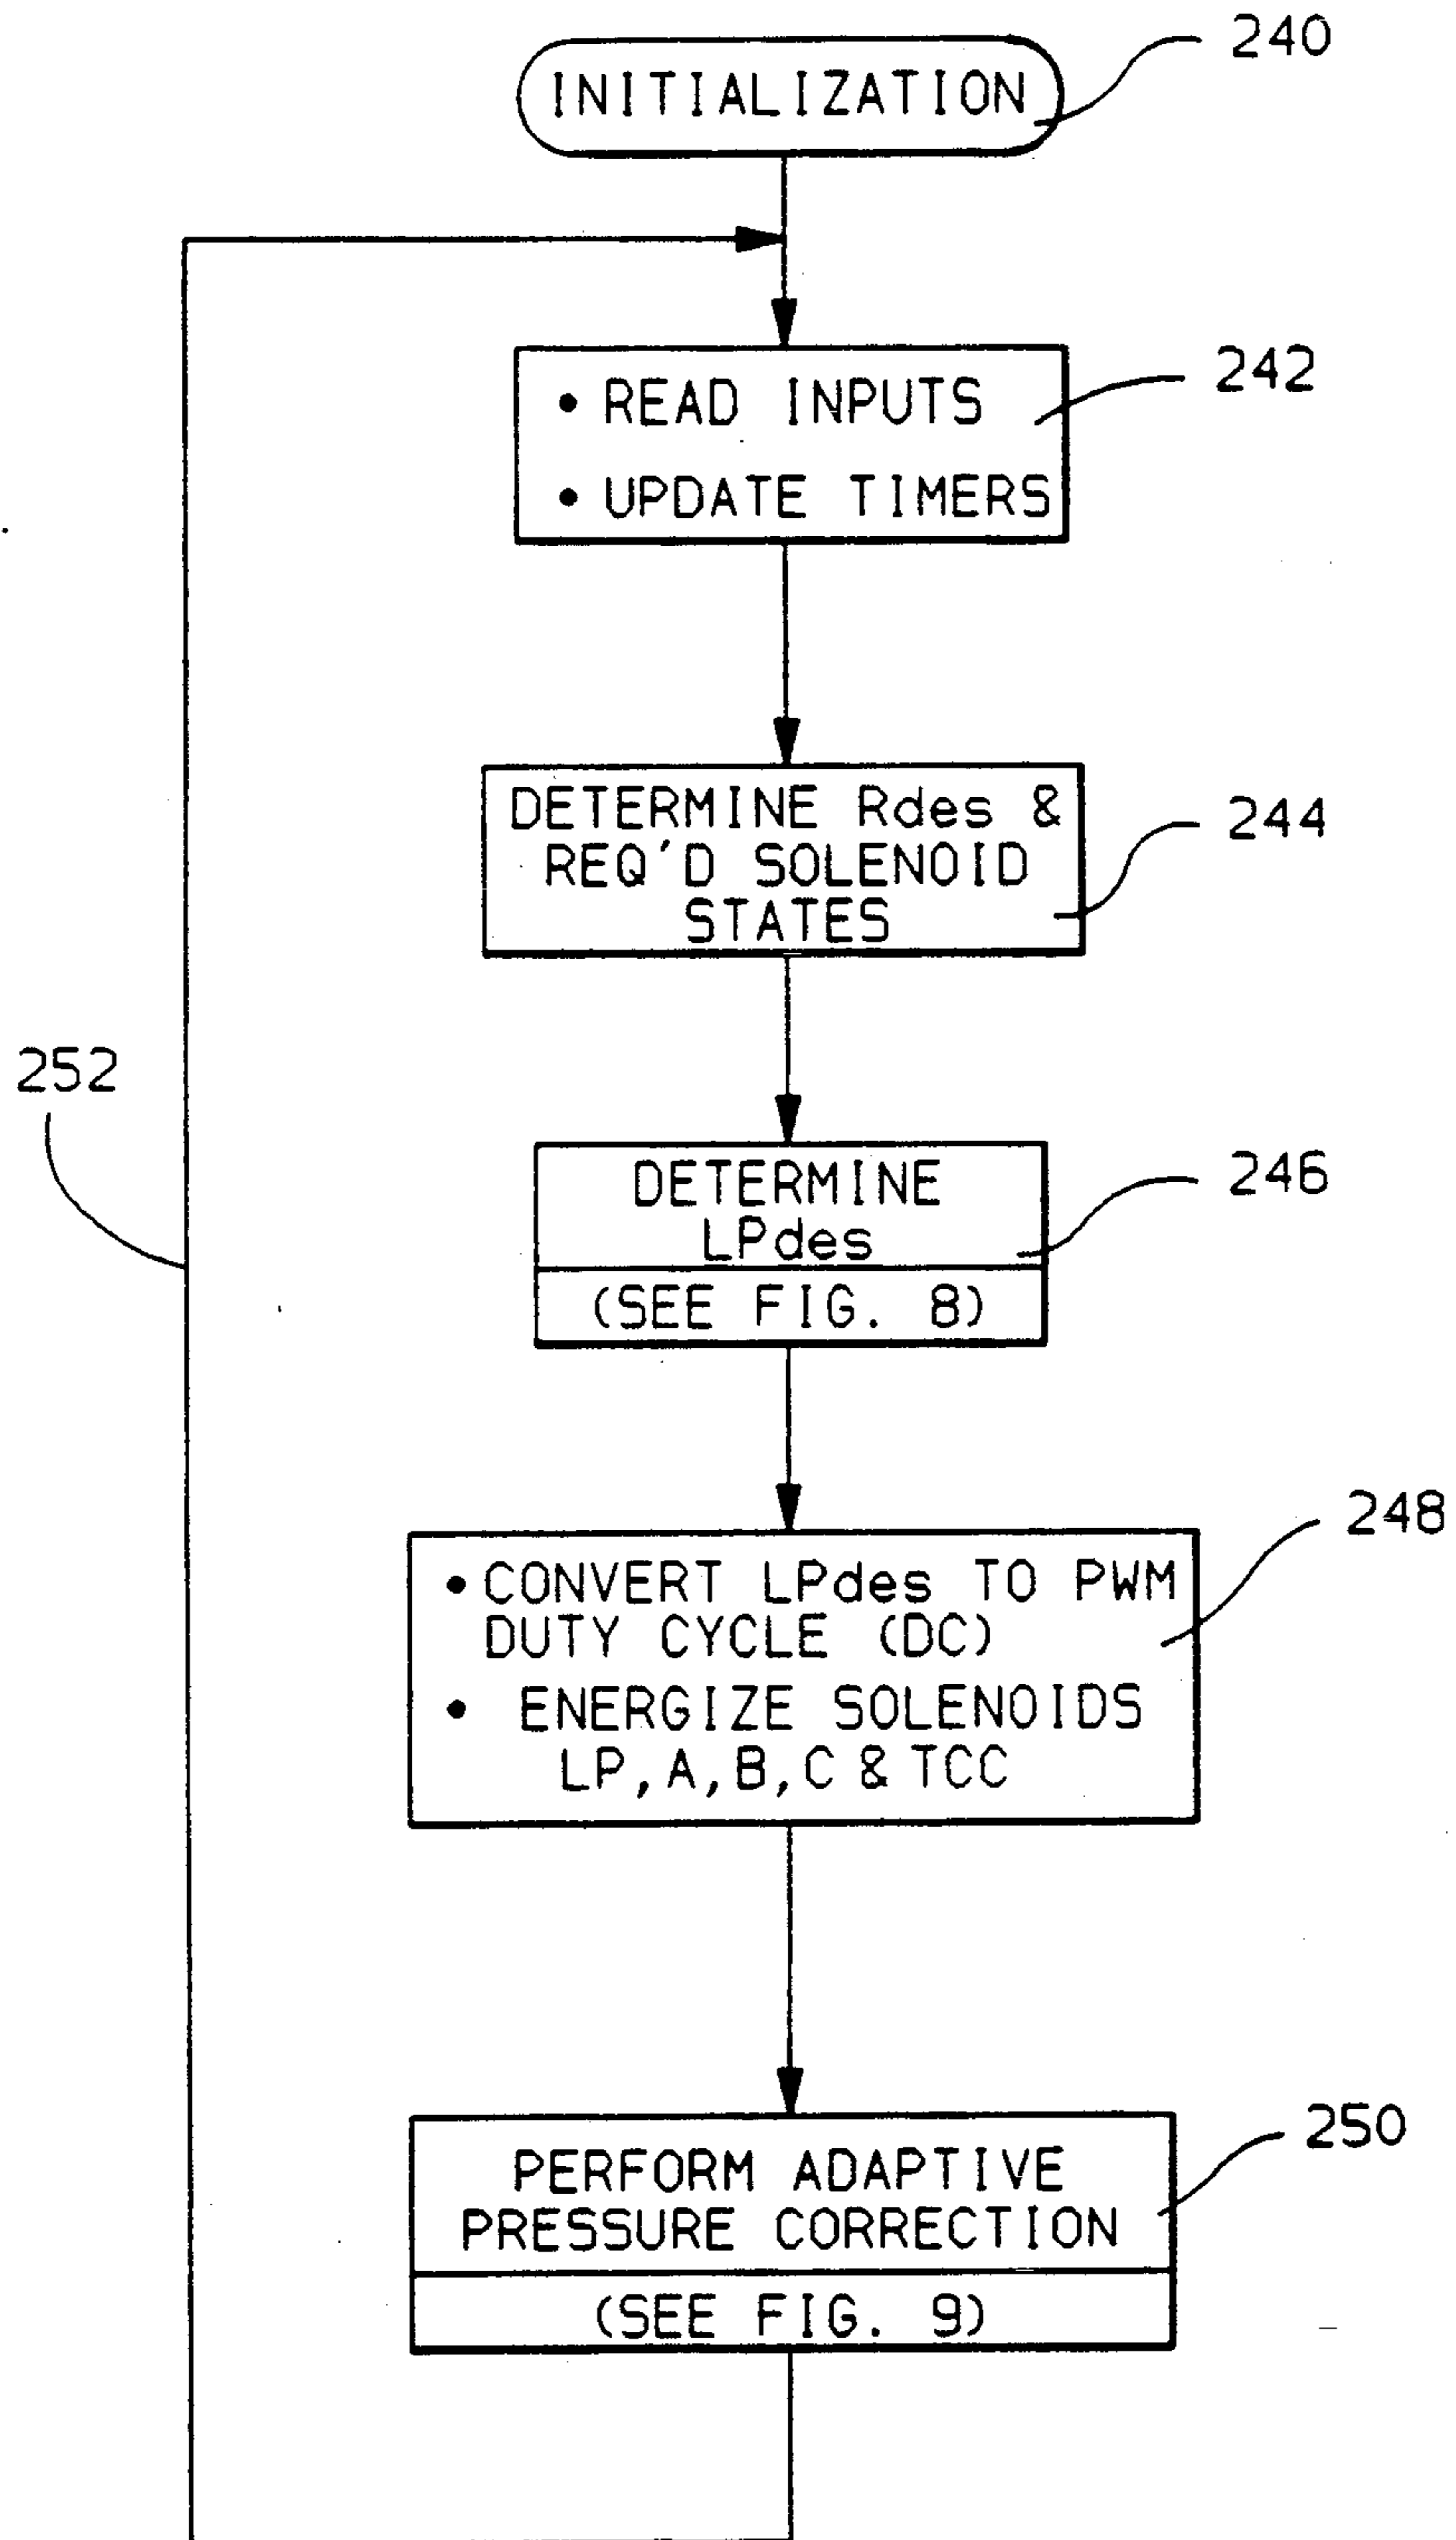 240
INITIALIZATION
242
• READ INPUTS
• UPDATE TIMERS
244
DETERMINE Rdes &
REQ'D SOLENOID
STATES
252
246
DETERMINE
LPdes
(SEE FIG. 8)
248
• CONVERT LPdes TO PWM
DUTY CYCLE (DC)
• ENERGIZE SOLENOIDS
LP, A, B, C & TCC
250
PERFORM ADAPTIVE
PRESSURE CORRECTION
(SEE FIG. 9)